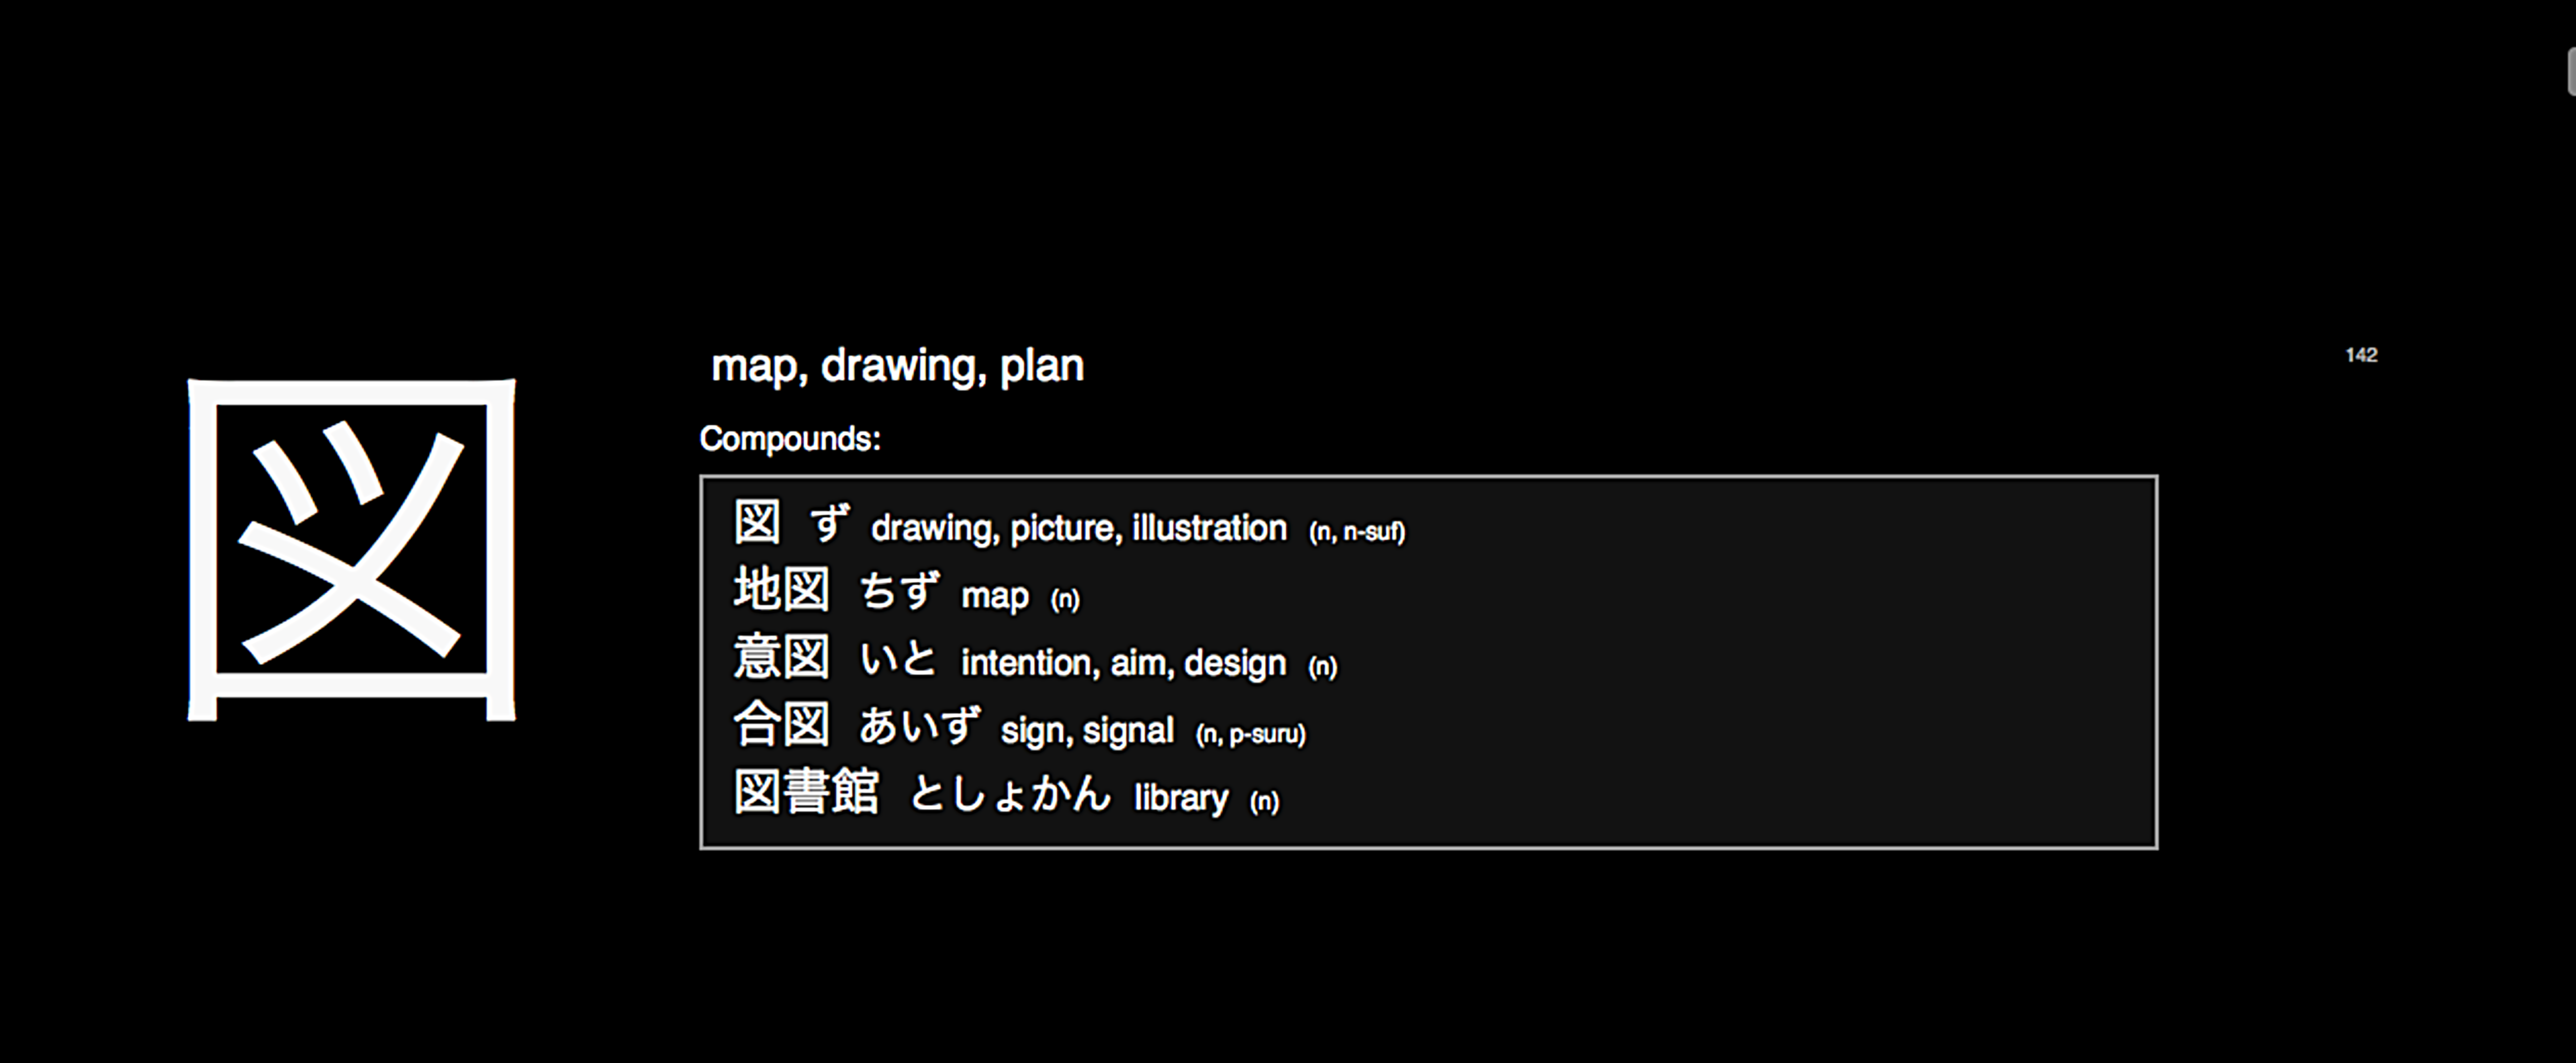 図
map, drawing, plan
142
Compounds:
図 ず drawing, picture, illustration (n, n-suf)
地図 ちず map (n)
意図 いと intention, aim, design (n)
合図 あいず sign, signal (n, p-suru)
図書館 としょかん library (n)